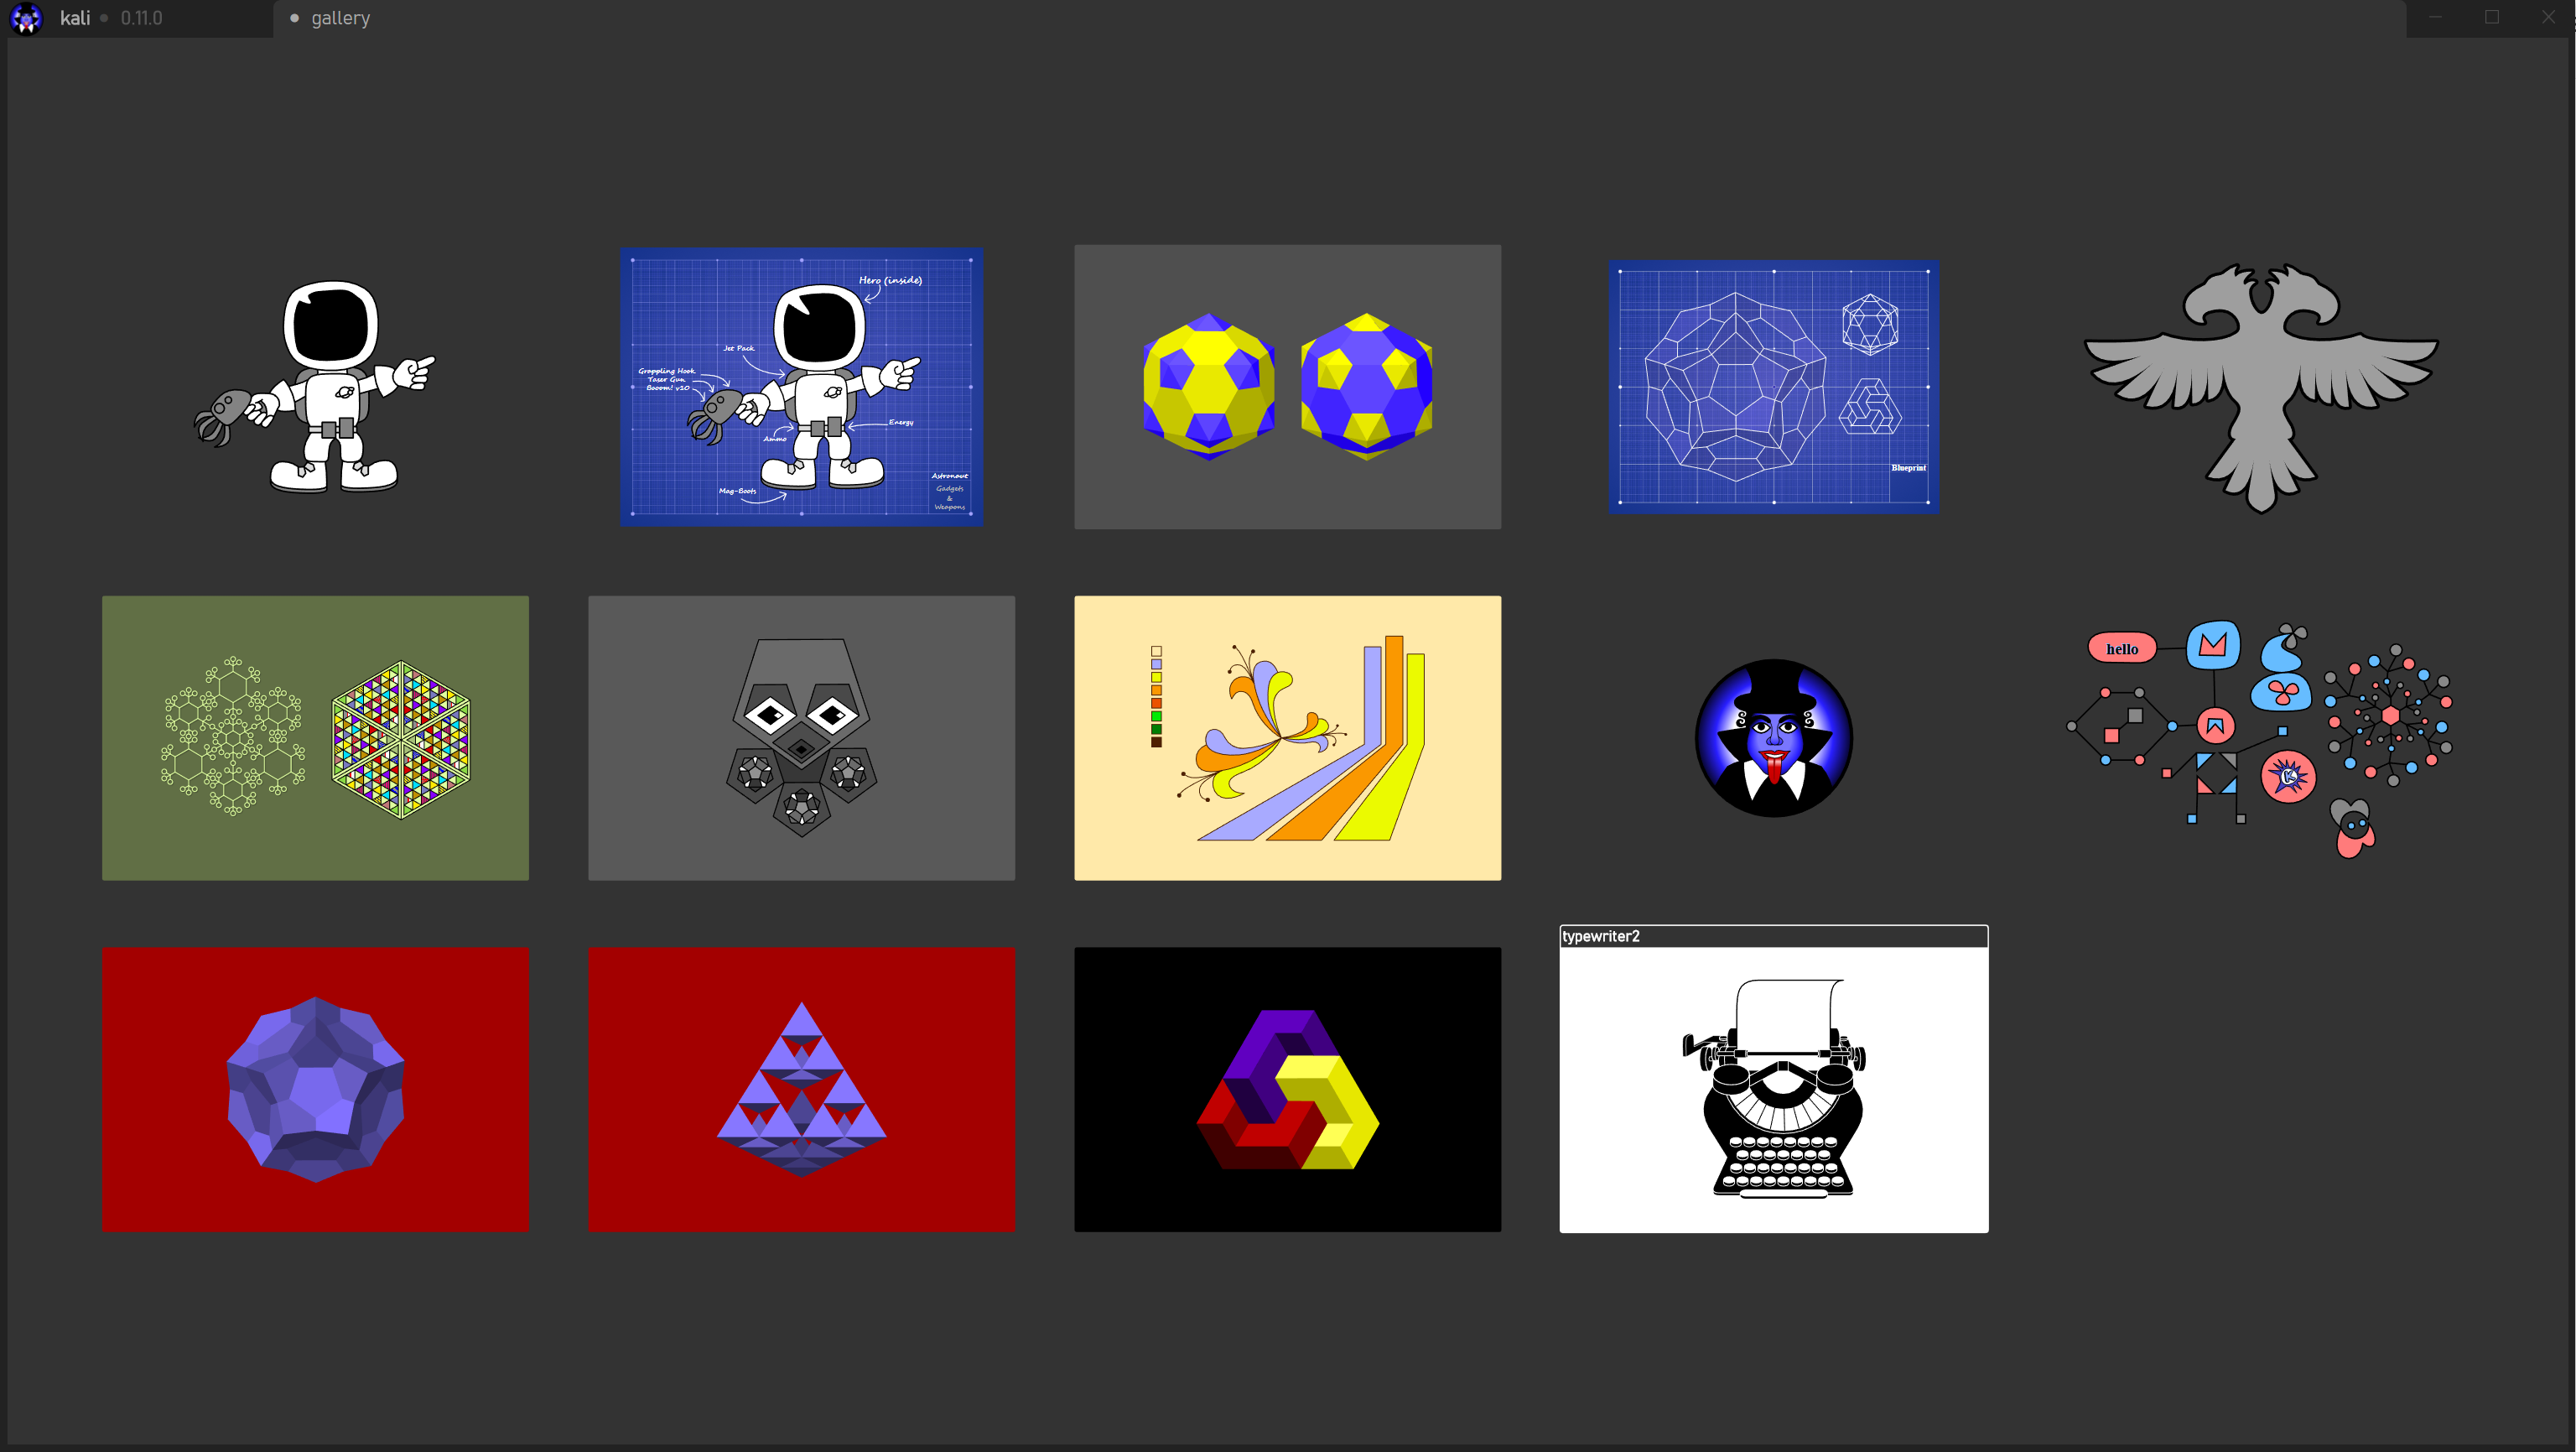 kali 0.11.0
gallery
Hero (inside)
Jet Pack
Grappling Hook
Taser Gun
Booom! v20
Ammo
Energy
Mag-Boots
Astronaut
Gadgets
&
Weapons
Blueprint
hello
K
typewriter2